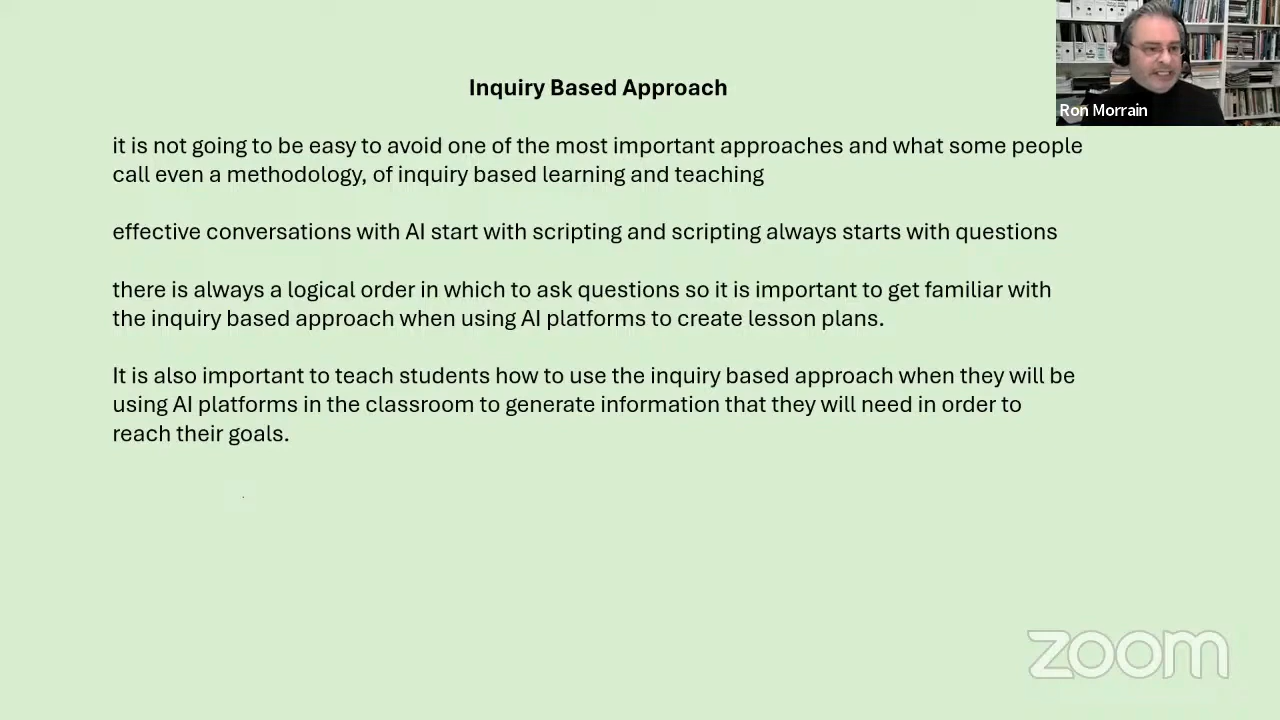 Inquiry Based Approach
Ron Morrain
it is not going to be easy to avoid one of the most important approaches and what some people
call even a methodology, of inquiry based learning and teaching
effective conversations with AI start with scripting and scripting always starts with questions
there is always a logical order in which to ask questions so it is important to get familiar with
the inquiry based approach when using AI platforms to create lesson plans.
It is also important to teach students how to use the inquiry based approach when they will be
using AI platforms in the classroom to generate information that they will need in order to
reach their goals.
zoom